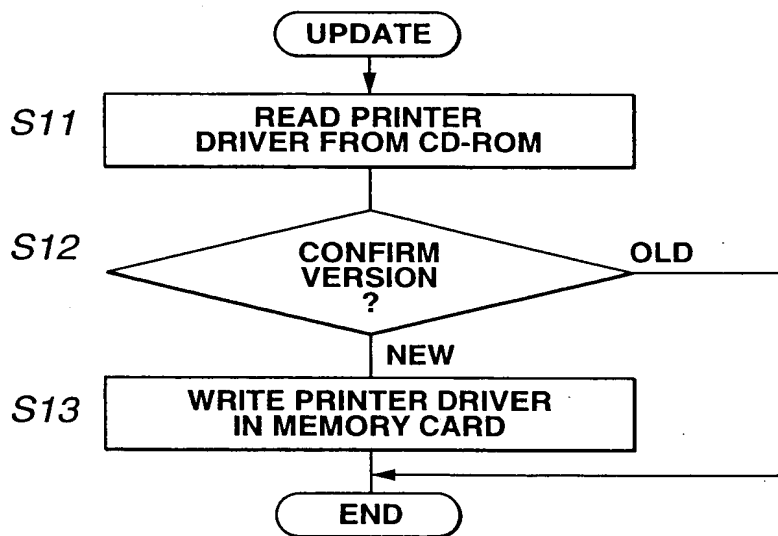 UPDATE
S11
READ PRINTER
DRIVER FROM CD-ROM
S12
CONFIRM
VERSION
?
OLD
NEW
S13
WRITE PRINTER DRIVER
IN MEMORY CARD
END